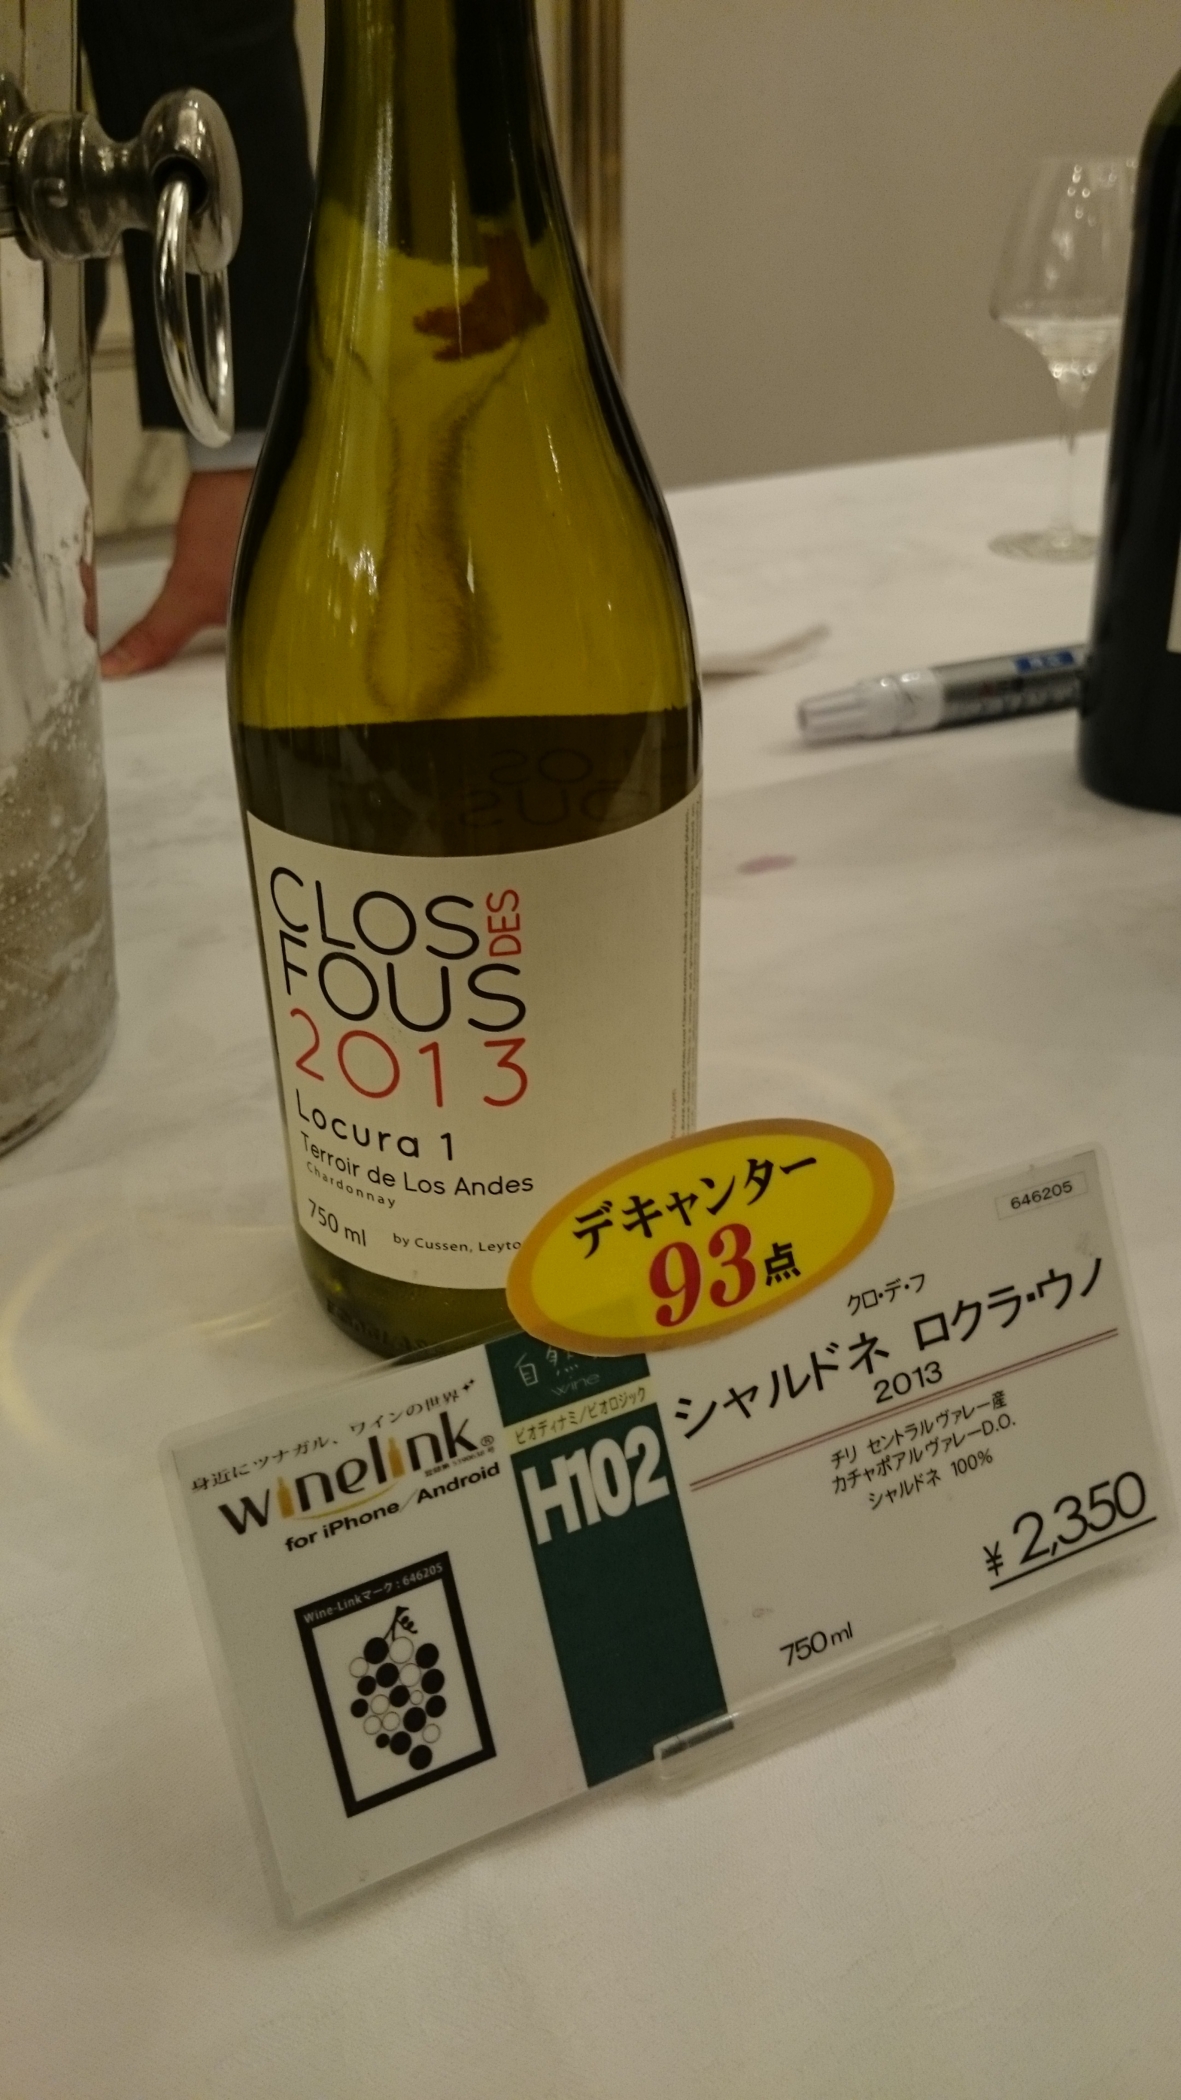 CLOS DES
FOUS
2013
Locura 1
Terroir de Los Andes
Chardonnay
750 ml
by Cussen,
デキャンター
93点
646205
クロ・デ・フ
シャルドネ ロクラ・ウノ
2013
チリ セントラルヴァレー産
カチャポアルヴァレーD.O.
シャルドネ 100%
¥2,350
750ml
自然
wine
ビオディナミ/ビオロジック
H102
身近にツナガル、ワインの世界
winelink®
for iPhone/Android
Wine-Linkマーク:646205